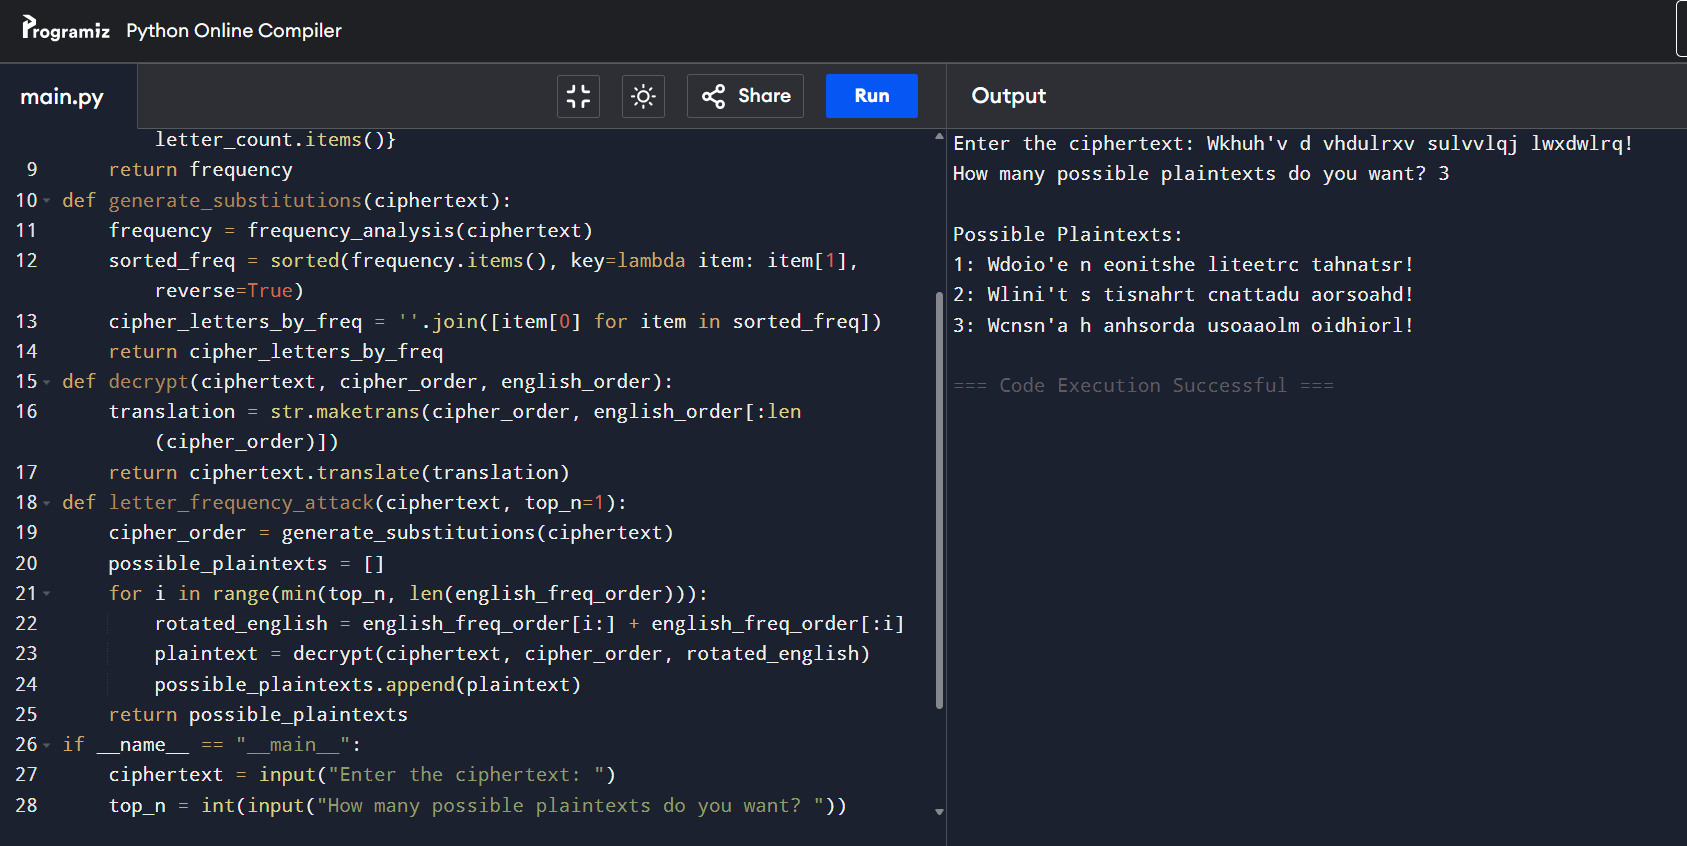 Programiz Python Online Compiler
main.py
Share
Run
Output
letter_count.items()}
9 return frequency
10 def generate_substitutions(ciphertext):
11 frequency = frequency_analysis(ciphertext)
12 sorted_freq = sorted(frequency.items(), key=lambda item: item[1],
reverse=True)
13 cipher_letters_by_freq = ''.join([item[0] for item in sorted_freq])
14 return cipher_letters_by_freq
15 def decrypt(ciphertext, cipher_order, english_order):
16 translation = str.maketrans(cipher_order, english_order[:len
(cipher_order)])
17 return ciphertext.translate(translation)
18 def letter_frequency_attack(ciphertext, top_n=1):
19 cipher_order = generate_substitutions(ciphertext)
20 possible_plaintexts = []
21 for i in range(min(top_n, len(english_freq_order))):
22 rotated_english = english_freq_order[i:] + english_freq_order[:i]
23 plaintext = decrypt(ciphertext, cipher_order, rotated_english)
24 possible_plaintexts.append(plaintext)
25 return possible_plaintexts
26 if __name__ == "__main__":
27 ciphertext = input("Enter the ciphertext: ")
28 top_n = int(input("How many possible plaintexts do you want? "))
Enter the ciphertext: Wkhuh'v d vhdulrxv sulvvlqj lwxdwlrq!
How many possible plaintexts do you want? 3
Possible Plaintexts:
1: Wdoio'e n eonitshe liteetrc tahnatsr!
2: Wlini't s tisnahrt cnattadu aorsoahd!
3: Wcnsn'a h anhsorda usoaaolm oidhiorl!
=== Code Execution Successful ===